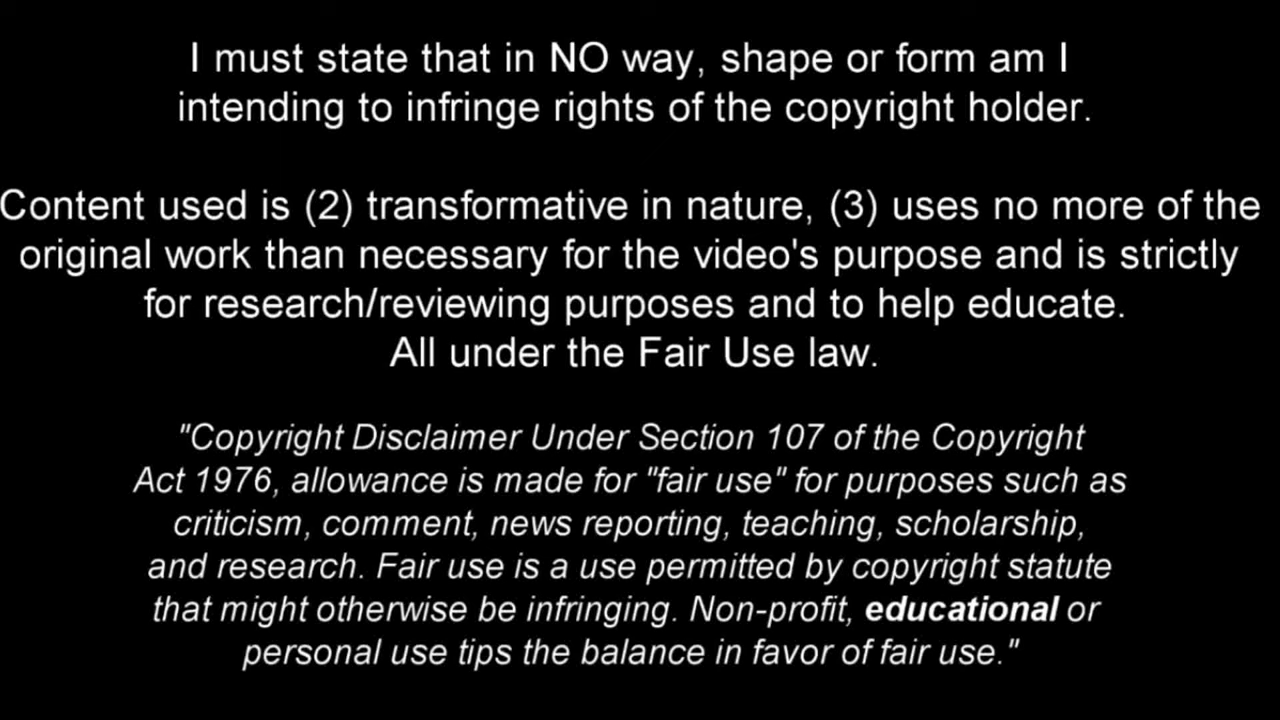 I must state that in NO way, shape or form am I
intending to infringe rights of the copyright holder.
Content used is (2) transformative in nature, (3) uses no more of the
original work than necessary for the video's purpose and is strictly
for research/reviewing purposes and to help educate.
All under the Fair Use law.
"Copyright Disclaimer Under Section 107 of the Copyright
Act 1976, allowance is made for "fair use" for purposes such as
criticism, comment, news reporting, teaching, scholarship,
and research. Fair use is a use permitted by copyright statute
that might otherwise be infringing. Non-profit, educational or
personal use tips the balance in favor of fair use."